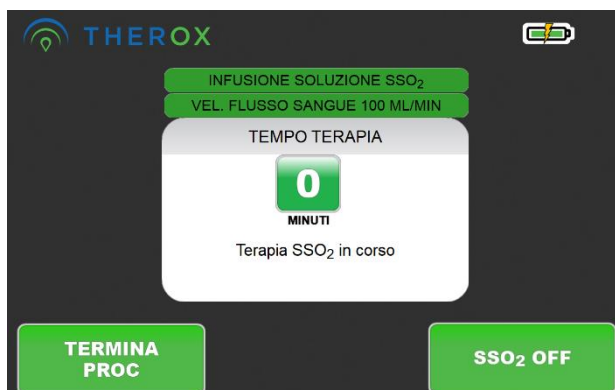 THEROX
INFUSIONE SOLUZIONE SSO₂
VEL. FLUSSO SANGUE 100 ML/MIN
TEMPO TERAPIA
0
MINUTI
Terapia SSO₂ in corso
TERMINA
PROC
SSO₂ OFF